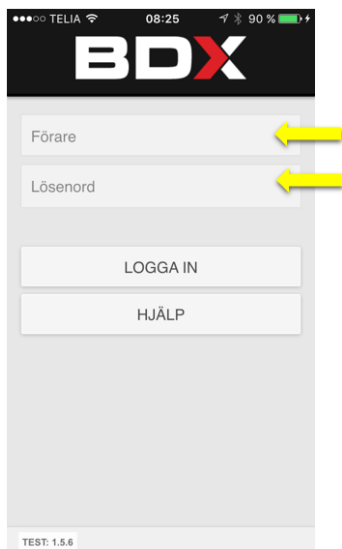 TELIA 08:25 90 %
BDX
Förare
Lösenord
LOGGA IN
HJÄLP
TEST: 1.5.6